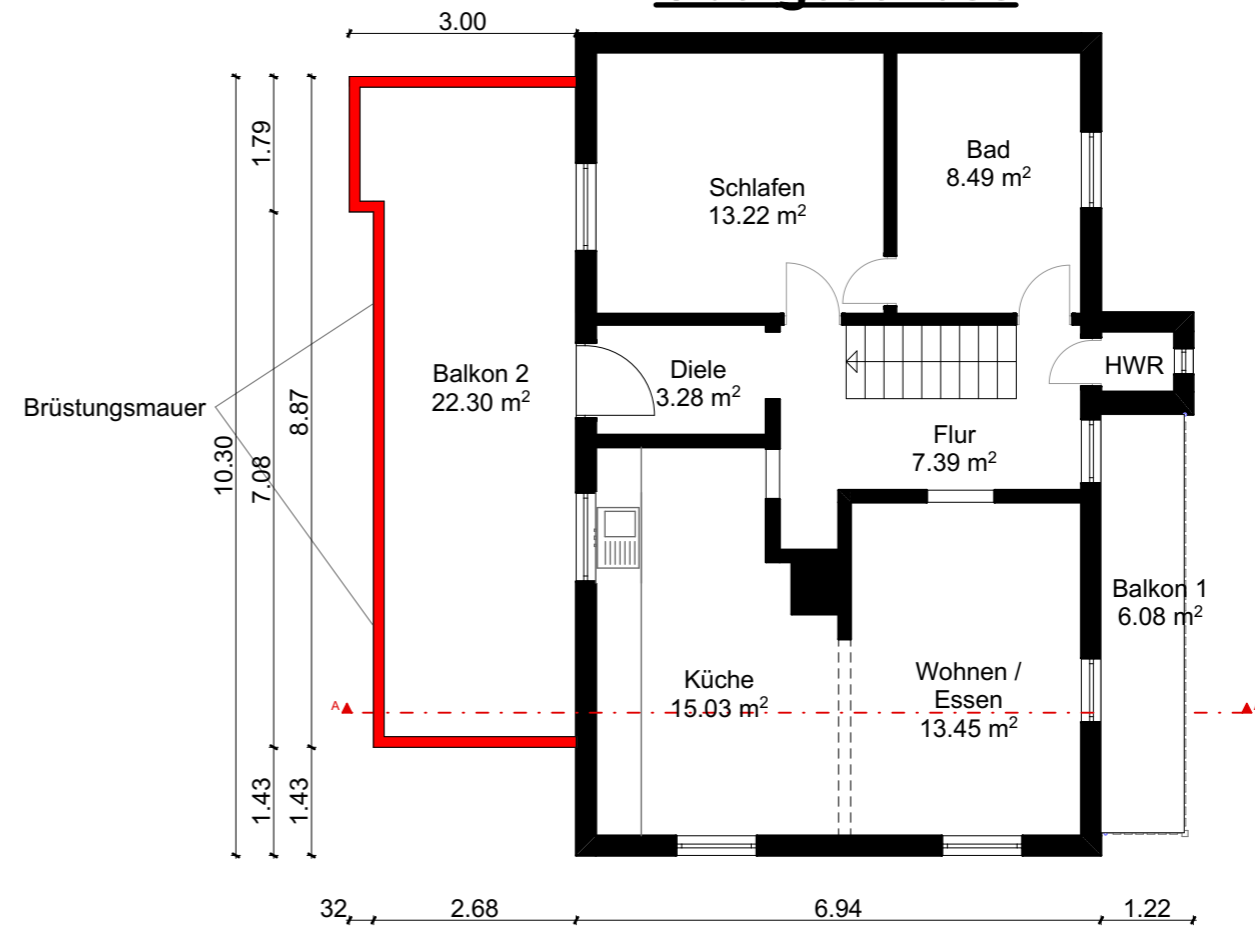 3.00
1.79
Bad
8.49 m²
Schlafen
13.22 m²
HWR
Diele
3.28 m²
Balkon 2
22.30 m²
Brüstungsmauer
8.87
10.30
7.08
Flur
7.39 m²
Balkon 1
6.08 m²
Wohnen /
Essen
13.45 m²
Küche
15.03 m²
A
1.43
1.43
32
2.68
6.94
1.22